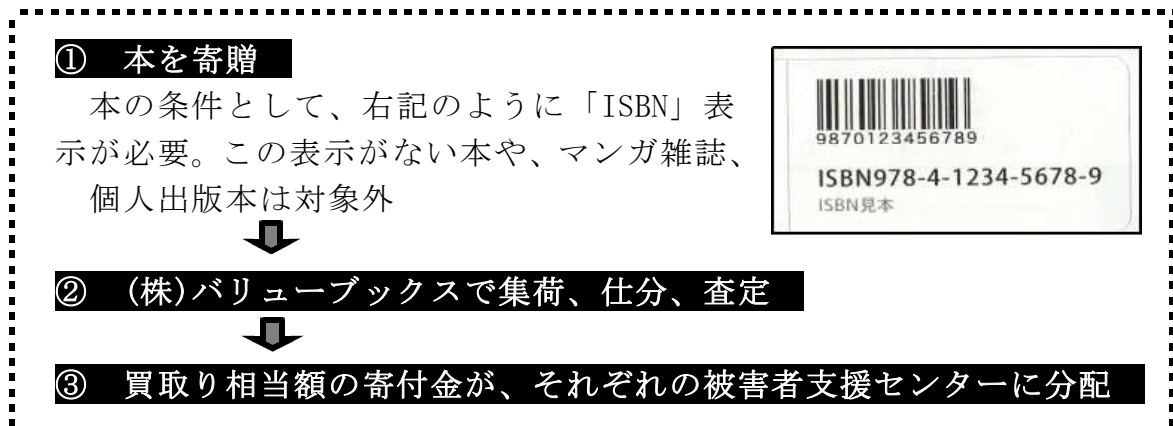 ① 本を寄贈
本の条件として、右記のように「ISBN」表
示が必要。この表示がない本や、マンガ雑誌、
個人出版本は対象外
9870123456789
ISBN978-4-1234-5678-9
ISBN見本
② (株)バリューブックスで集荷、仕分、査定
③ 買取り相当額の寄付金が、それぞれの被害者支援センターに分配